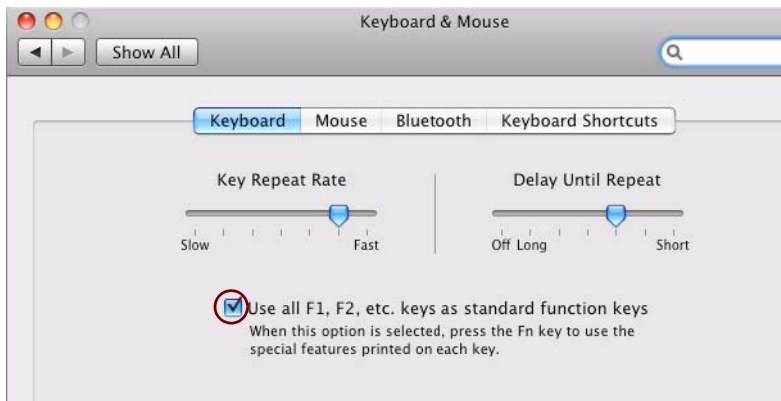 Keyboard & Mouse
Show All
Keyboard Mouse Bluetooth Keyboard Shortcuts
Key Repeat Rate Delay Until Repeat
Slow Fast Off Long Short
Use all F1, F2, etc. keys as standard function keys
When this option is selected, press the Fn key to use the
special features printed on each key.